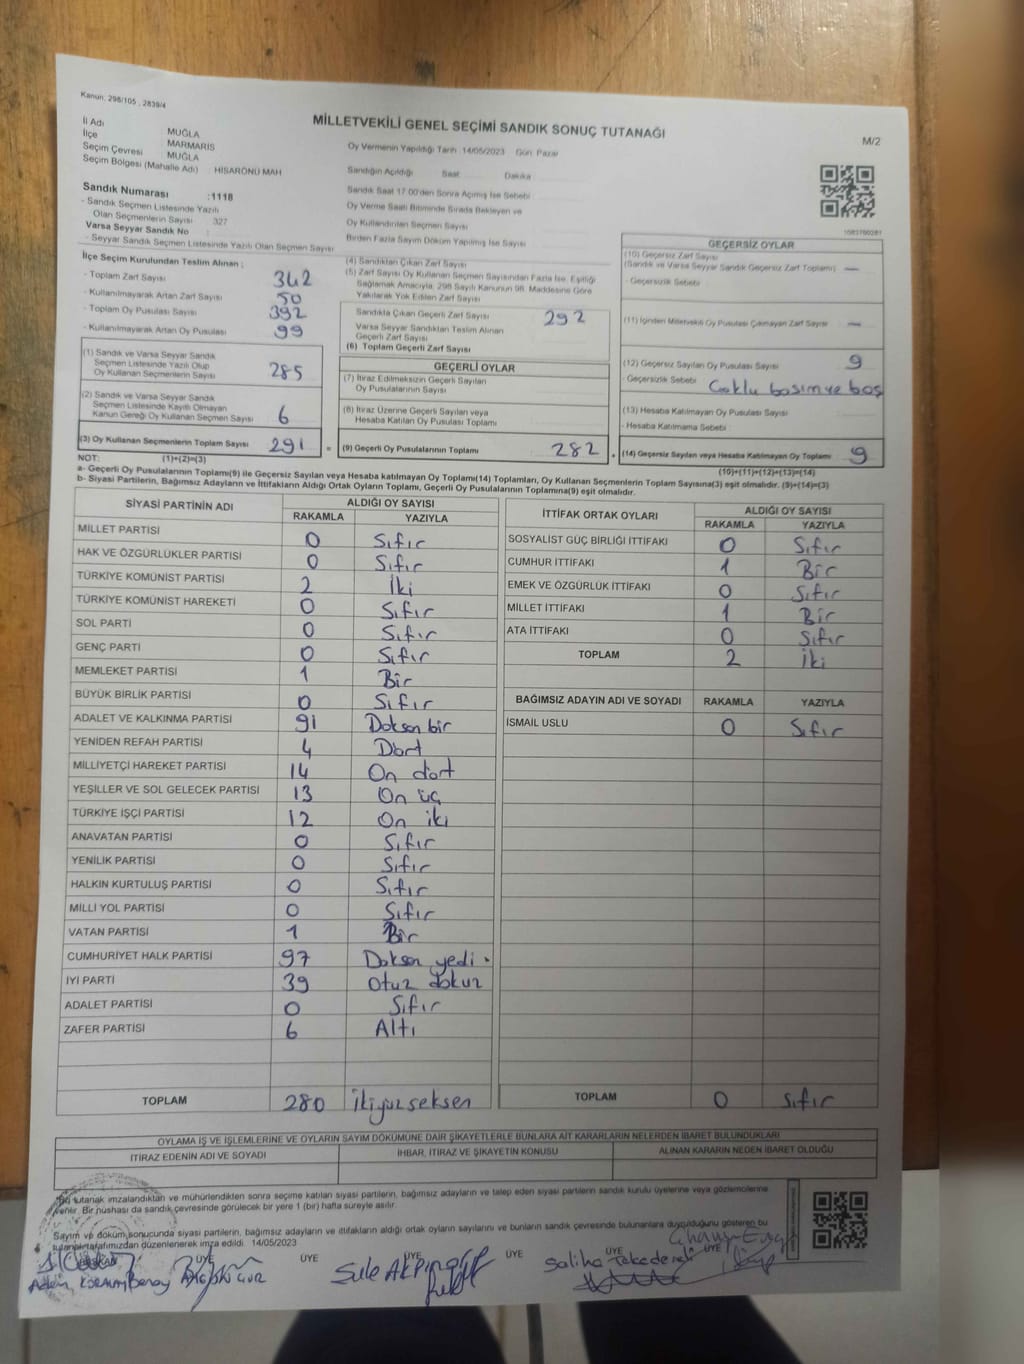 Kanun: 298/105 , 2839/4
MİLLETVEKİLİ GENEL SEÇİMİ SANDIK SONUÇ TUTANAĞI
M/2
İl Adı : MUĞLA
İlçe : MARMARİS
Seçim Çevresi : MUĞLA
Seçim Bölgesi (Mahalle Adı) : HİSARÖNÜ MAH
Sandık Numarası :1118
- Sandık Seçmen Listesinde Yazılı
Olan Seçmenlerin Sayısı 327
Varsa Seyyar Sandık No
- Seyyar Sandık Seçmen Listesinde Yazılı Olan Seçmen Sayısı
Oy Vermenin Yapıldığı Tarih: 14/05/2023 Gün: Pazar
Sandığın Açıldığı Saat Dakika
Sandık Saat 17.00'den Sonra Açılmış İse Sebebi
Oy Verme Saati Bitiminde Sırada Bekleyen ve
Oy Kullandırılan Seçmen Sayısı
Birden Fazla Sayım Döküm Yapılmış İse Sayısı
İlçe Seçim Kurulundan Teslim Alınan ;
- Toplam Zarf Sayısı 342
- Kullanılmayarak Artan Zarf Sayısı 50
- Toplam Oy Pusulası Sayısı 392
- Kullanılmayarak Artan Oy Pusulası 99
(1) Sandık ve Varsa Seyyar Sandık
Seçmen Listesinde Yazılı Olup
Oy Kullanan Seçmenlerin Sayısı 285
(2) Sandık ve Varsa Seyyar Sandık
Seçmen Listesinde Kayıtlı Olmayan
Kanun Gereği Oy Kullanan Seçmen Sayısı 6
(3) Oy Kullanan Seçmenlerin Toplam Sayısı 291 =
(4) Sandıktan Çıkan Zarf Sayısı
(5) Zarf Sayısı Oy Kullanan Seçmen Sayısından Fazla İse, Eşitliği
Sağlamak Amacıyla, 298 Sayılı Kanunun 98. Maddesine Göre
Yakılarak Yok Edilen Zarf Sayısı
Sandıkta Çıkan Geçerli Zarf Sayısı 292
Varsa Seyyar Sandıktan Teslim Alınan
Geçerli Zarf Sayısı
(6) Toplam Geçerli Zarf Sayısı
GEÇERLİ OYLAR
(7) İtiraz Edilmeksizin Geçerli Sayılan
Oy Pusulalarının Sayısı
(8) İtiraz Üzerine Geçerli Sayılan veya
Hesaba Katılan Oy Pusulaları Toplamı
(9) Geçerli Oy Pusulalarının Toplamı 282 +
GEÇERSİZ OYLAR
(10) Geçersiz Zarf Sayısı
(Sandık ve Varsa Seyyar Sandık Geçersiz Zarf Toplamı) —
- Geçersizlik Sebebi
(11) İçinden Milletvekili Oy Pusulası Çıkmayan Zarf Sayısı —
(12) Geçersiz Sayılan Oy Pusulası Sayısı 9
- Geçersizlik Sebebi Çoklu basım ve boş
(13) Hesaba Katılmayan Oy Pusulası Sayısı
- Hesaba Katılmama Sebebi
(14) Geçersiz Sayılan veya Hesaba Katılmayan Oy Toplamı 9
NOT: (1)+(2)=(3) (10)+(11)+(12)+(13)=(14)
a- Geçerli Oy Pusulalarının Toplamı(9) ile Geçersiz Sayılan veya Hesaba katılmayan Oy Toplamı(14) Toplamları, Oy Kullanan Seçmenlerin Toplam Sayısına(3) eşit olmalıdır. (9)+(14)=(3)
b- Siyasi Partilerin, Bağımsız Adayların ve İttifakların Aldığı Ortak Oyların Toplamı, Geçerli Oy Pusulalarının Toplamına(9) eşit olmalıdır.
SİYASİ PARTİNİN ADI ALDIĞI OY SAYISI
RAKAMLA YAZIYLA
MİLLET PARTİSİ 0 Sıfır
HAK VE ÖZGÜRLÜKLER PARTİSİ 0 Sıfır
TÜRKİYE KOMÜNİST PARTİSİ 2 İki
TÜRKİYE KOMÜNİST HAREKETİ 0 Sıfır
SOL PARTİ 0 Sıfır
GENÇ PARTİ 0 Sıfır
MEMLEKET PARTİSİ 1 Bir
BÜYÜK BİRLİK PARTİSİ 0 Sıfır
ADALET VE KALKINMA PARTİSİ 91 Doksan bir
YENİDEN REFAH PARTİSİ 4 Dört
MİLLİYETÇİ HAREKET PARTİSİ 14 On dört
YEŞİLLER VE SOL GELECEK PARTİSİ 13 On üç
TÜRKİYE İŞÇİ PARTİSİ 12 On iki
ANAVATAN PARTİSİ 0 Sıfır
YENİLİK PARTİSİ 0 Sıfır
HALKIN KURTULUŞ PARTİSİ 0 Sıfır
MİLLİ YOL PARTİSİ 0 Sıfır
VATAN PARTİSİ 1 Bir
CUMHURİYET HALK PARTİSİ 97 Doksan yedi
İYİ PARTİ 39 Otuz dokuz
ADALET PARTİSİ 0 Sıfır
ZAFER PARTİSİ 6 Altı
TOPLAM 280 İkiyüzseksen
İTTİFAK ORTAK OYLARI ALDIĞI OY SAYISI
RAKAMLA YAZIYLA
SOSYALİST GÜÇ BİRLİĞİ İTTİFAKI 0 Sıfır
CUMHUR İTTİFAKI 1 Bir
EMEK VE ÖZGÜRLÜK İTTİFAKI 0 Sıfır
MİLLET İTTİFAKI 1 Bir
ATA İTTİFAKI 0 Sıfır
TOPLAM 2 İki
BAĞIMSIZ ADAYIN ADI VE SOYADI RAKAMLA YAZIYLA
İSMAİL USLU 0 Sıfır
TOPLAM 0 Sıfır
OYLAMA İŞ VE İŞLEMLERİNE VE OYLARIN SAYIM DÖKÜMÜNE DAİR ŞİKAYETLERLE BUNLARA AİT KARARLARIN NELERDEN İBARET BULUNDUKLARI
İTİRAZ EDENİN ADI VE SOYADI İHBAR, İTİRAZ VE ŞİKAYETİN KONUSU ALINAN KARARIN NEDEN İBARET OLDUĞU
Bu tutanak imzalandıktan ve mühürlendikten sonra seçime katılan siyasi partilerin, bağımsız adayların ve talep eden siyasi partilerin sandık kurulu üyelerine veya gözlemcilerine
verilir. Bir nüshası da sandık çevresinde görülecek bir yere 1 (bir) hafta süreyle asılır.
Sayım ve döküm sonucunda siyasi partilerin, bağımsız adayların ve ittifakların aldığı ortak oyların sayılarını ve bunların sandık çevresinde bulunanlara duyulduğunu gösteren bu
tutanak tarafımızdan düzenlenerek imza edildi. 14/05/2023
BAŞKAN ÜYE ÜYE ÜYE ÜYE ÜYE ÜYE
Şule AKPınar Saliha Tekedereli